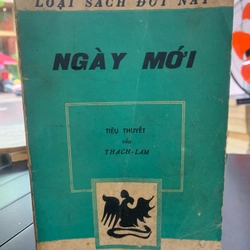 LOẠI SÁCH ĐỜI NAY
NGÀY MỚI
TIỂU THUYẾT
của
THẠCH-LAM